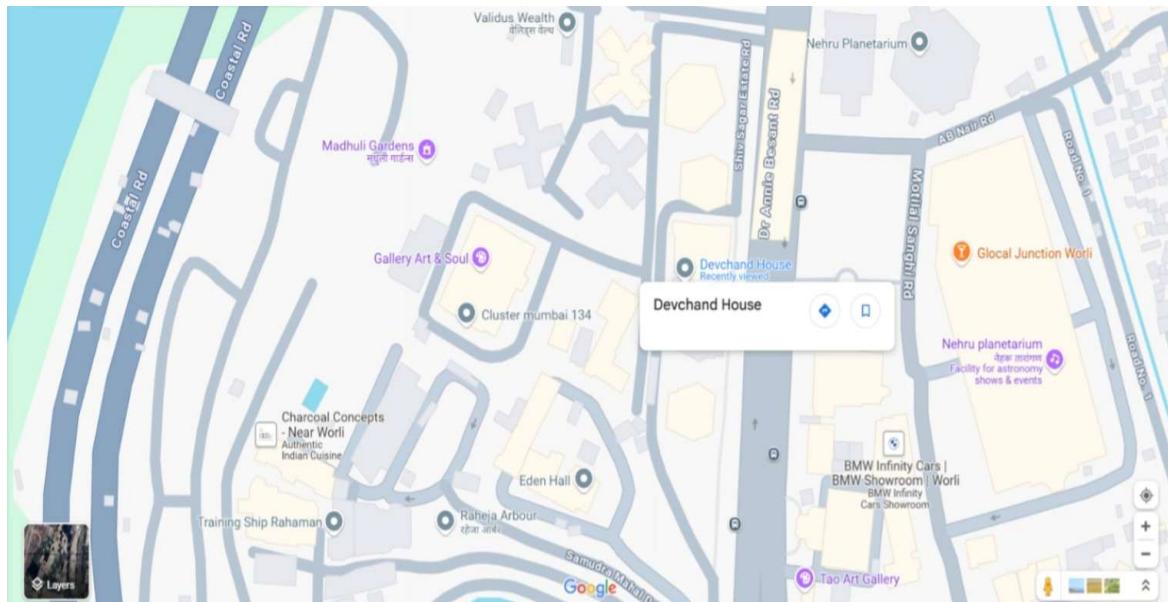 Validus Wealth
वेलिड्स वेल्थ
Nehru Planetarium
Coastal Rd
Coastal Rd
Shiv Sagar Estate Rd
Dr Annie Besant Rd
AB Nair Rd
Road No. 1
Madhuli Gardens
मधुली गार्डन्स
Coastal Rd
Motilal Sanghi Rd
Gallery Art & Soul
Devchand House
Recently viewed
Glocal Junction Worli
Devchand House
Cluster mumbai 134
Nehru planetarium
नेहरू तारांगण
Facility for astronomy
shows & events
Road No. 1
Charcoal Concepts
- Near Worli
Authentic
Indian Cuisine
BMW Infinity Cars |
BMW Showroom | Worli
BMW Infinity
Cars Showroom
Eden Hall
Training Ship Rahaman
Raheja Arbour
रहेजा आर्बर
Samudra Mahal
Layers
Google
Tao Art Gallery